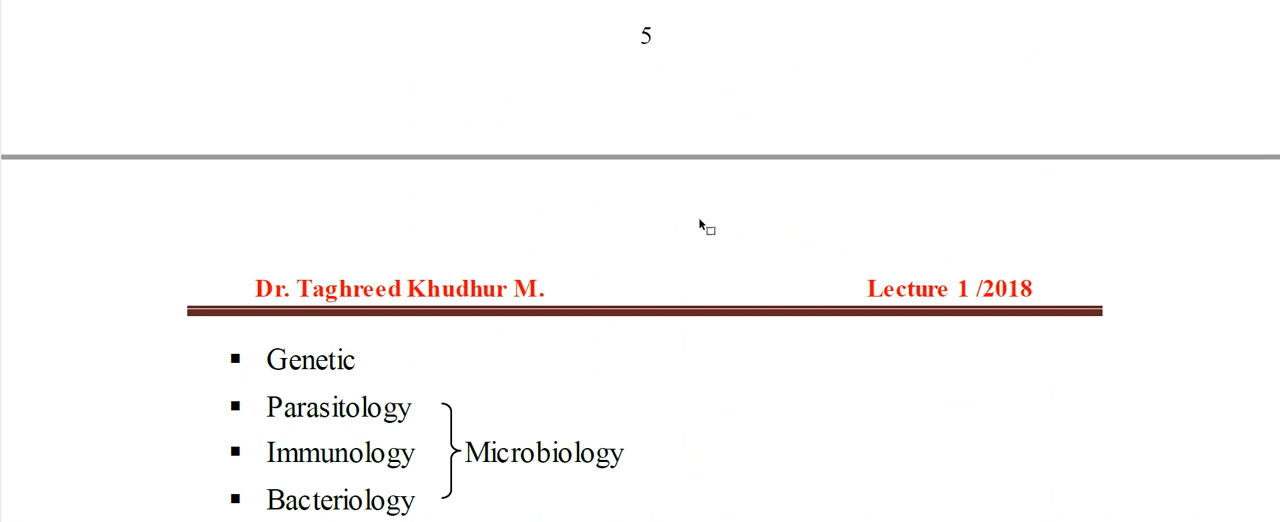 5
Dr. Taghreed Khudhur M. Lecture 1 /2018
▪ Genetic
▪ Parasitology
▪ Immunology Microbiology
▪ Bacteriology